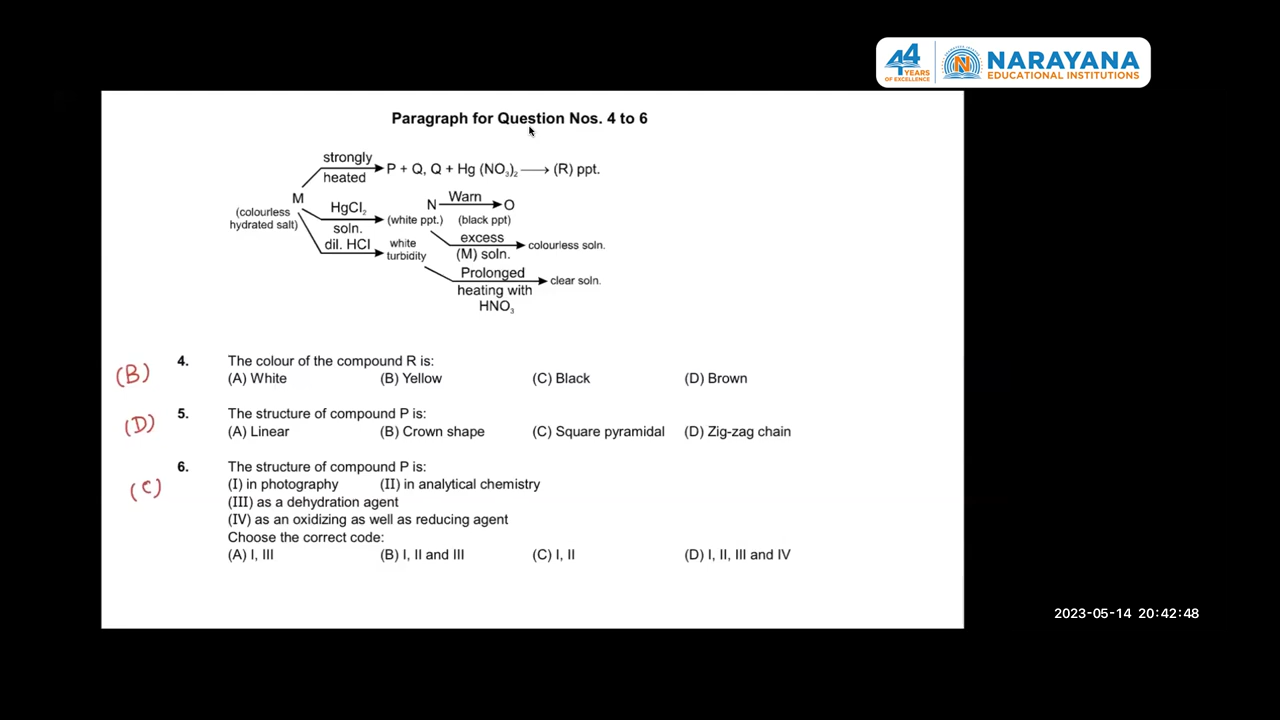 44 YEARS OF EXCELLENCE
NARAYANA
EDUCATIONAL INSTITUTIONS
Paragraph for Question Nos. 4 to 6
strongly
heated
P + Q, Q + Hg (NO₃)₂ ⟶ (R) ppt.
M
(colourless
hydrated salt)
HgCl₂
soln.
(white ppt.)
N Warn O
(black ppt)
dil. HCl
white
turbidity
excess
(M) soln.
colourless soln.
Prolonged
heating with
HNO₃
clear soln.
(B) 4. The colour of the compound R is:
(A) White (B) Yellow (C) Black (D) Brown
(D) 5. The structure of compound P is:
(A) Linear (B) Crown shape (C) Square pyramidal (D) Zig-zag chain
(C) 6. The structure of compound P is:
(I) in photography (II) in analytical chemistry
(III) as a dehydration agent
(IV) as an oxidizing as well as reducing agent
Choose the correct code:
(A) I, III (B) I, II and III (C) I, II (D) I, II, III and IV
2023-05-14 20:42:48